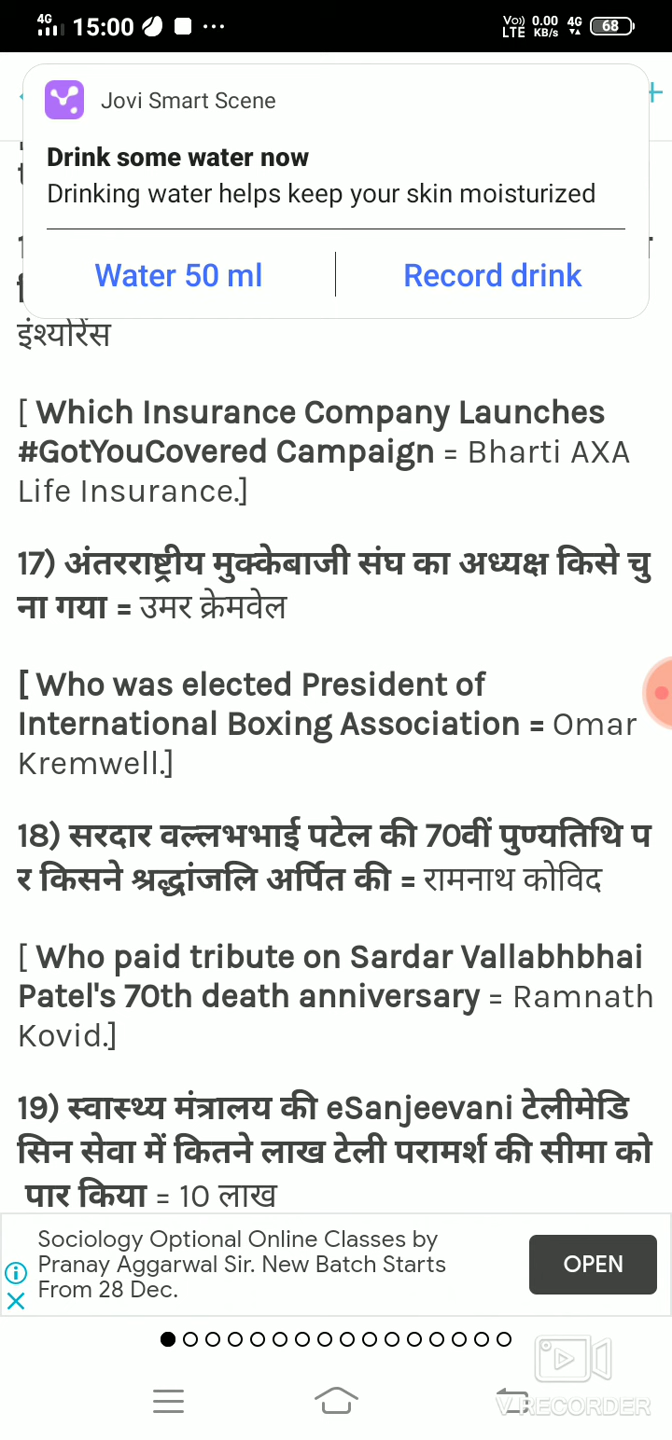 4G 15:00 ... Vo) LTE 0.00 KB/s 4G 68
Jovi Smart Scene
Drink some water now
Drinking water helps keep your skin moisturized
Water 50 ml Record drink
इंश्योरेंस
[ Which Insurance Company Launches
#GotYouCovered Campaign = Bharti AXA
Life Insurance.]
17) अंतरराष्ट्रीय मुक्केबाजी संघ का अध्यक्ष किसे चु
ना गया = उमर क्रेमवेल
[ Who was elected President of
International Boxing Association = Omar
Kremwell.]
18) सरदार वल्लभभाई पटेल की 70वीं पुण्यतिथि प
र किसने श्रद्धांजलि अर्पित की = रामनाथ कोविद
[ Who paid tribute on Sardar Vallabhbhai
Patel's 70th death anniversary = Ramnath
Kovid.]
19) स्वास्थ्य मंत्रालय की eSanjeevani टेलीमेडि
सिन सेवा में कितने लाख टेली परामर्श की सीमा को
पार किया = 10 लाख
Sociology Optional Online Classes by
Pranay Aggarwal Sir. New Batch Starts
From 28 Dec.
OPEN
V RECORDER